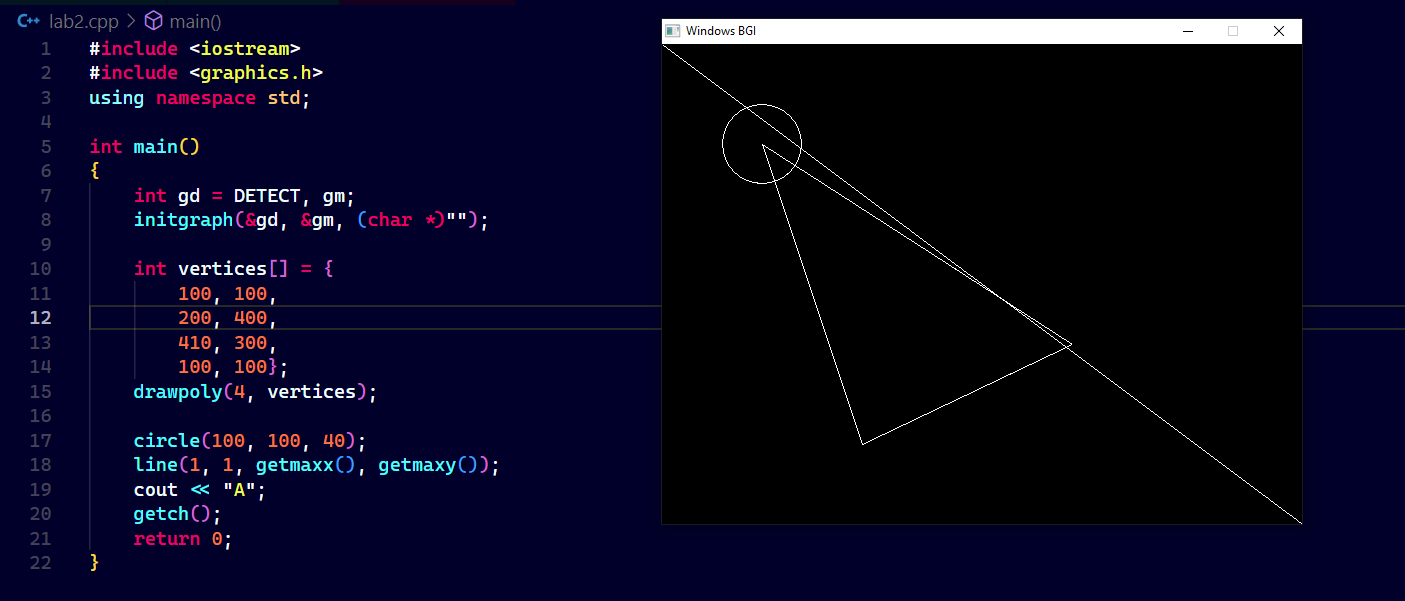 C++ lab2.cpp > main()
1 #include <iostream>
2 #include <graphics.h>
3 using namespace std;
4
5 int main()
6 {
7     int gd = DETECT, gm;
8     initgraph(&gd, &gm, (char *)"");
9
10     int vertices[] = {
11         100, 100,
12         200, 400,
13         410, 300,
14         100, 100};
15     drawpoly(4, vertices);
16
17     circle(100, 100, 40);
18     line(1, 1, getmaxx(), getmaxy());
19     cout << "A";
20     getch();
21     return 0;
22 }
Windows BGI